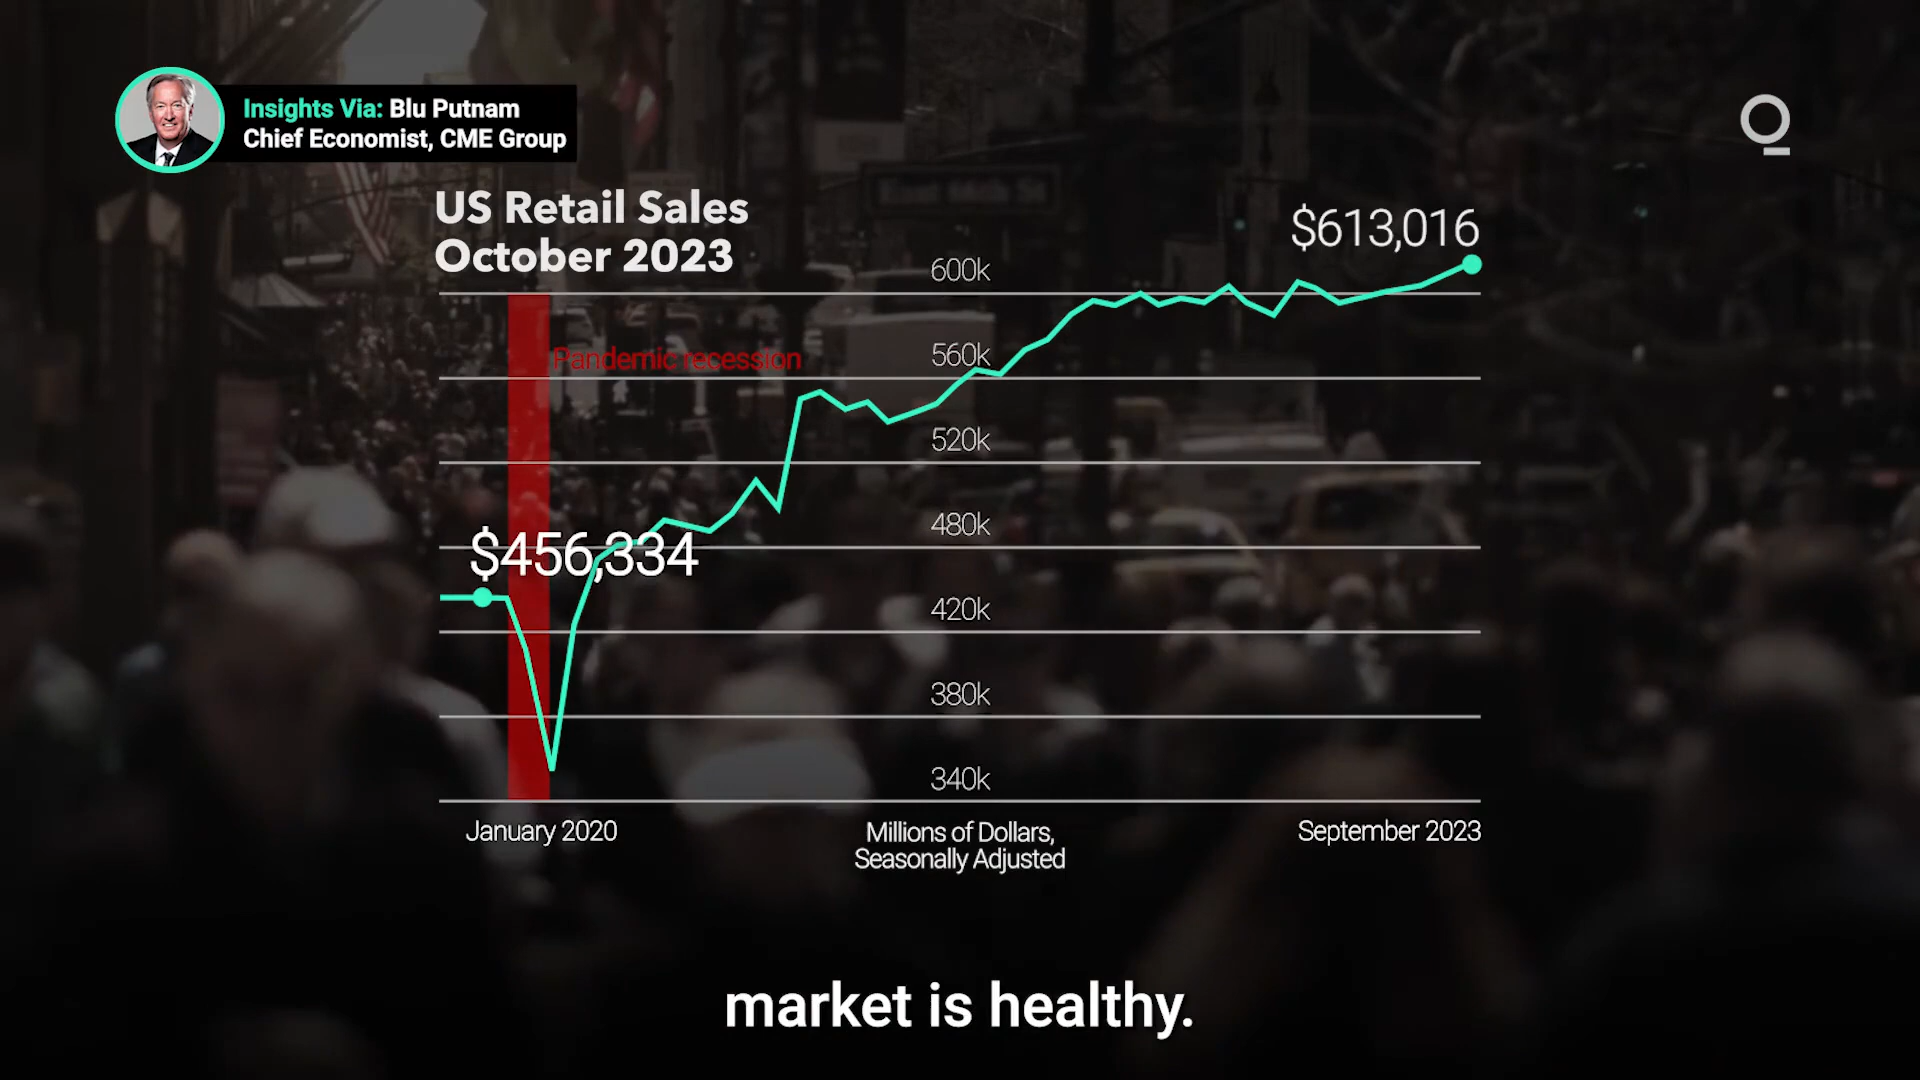 Insights Via: Blu Putnam
Chief Economist, CME Group
US Retail Sales
October 2023
$613,016
600k
Pandemic recession
560k
520k
480k
$456,334
420k
380k
340k
January 2020
Millions of Dollars,
Seasonally Adjusted
September 2023
market is healthy.